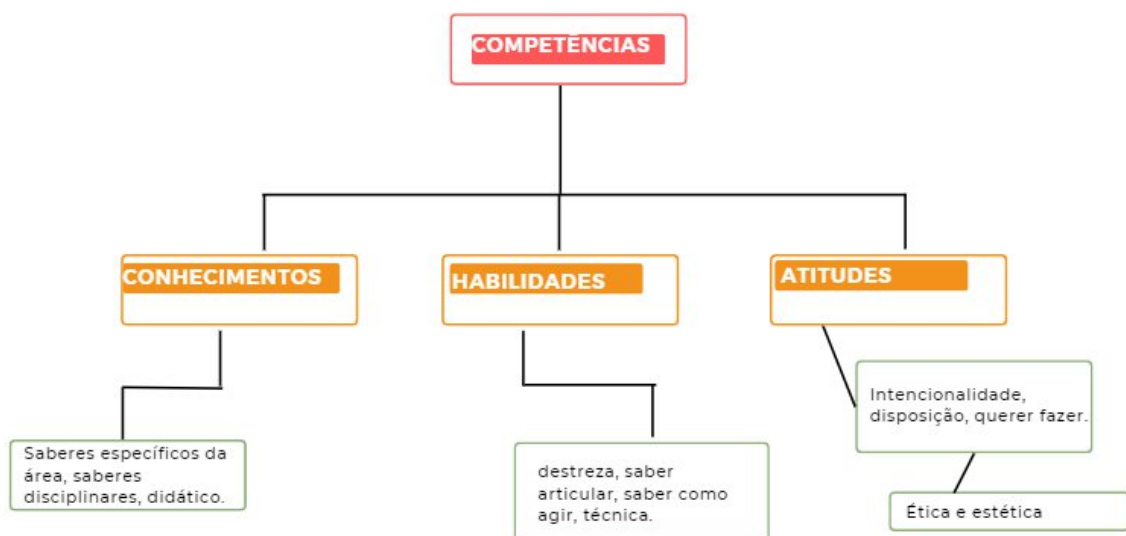 COMPETÊNCIAS
CONHECIMENTOS
HABILIDADES
ATITUDES
Saberes específicos da
área, saberes
disciplinares, didático.
destreza, saber
articular, saber como
agir, técnica.
Intencionalidade,
disposição, querer fazer.
Ética e estética